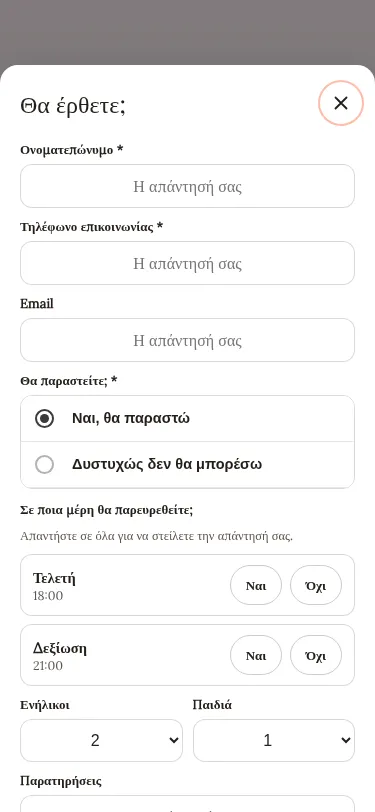 Θα έρθετε;
Ονοματεπώνυμο *
Η απάντησή σας
Τηλέφωνο επικοινωνίας *
Η απάντησή σας
Email
Η απάντησή σας
Θα παραστείτε; *
Ναι, θα παραστώ
Δυστυχώς δεν θα μπορέσω
Σε ποια μέρη θα παρευρεθείτε;
Απαντήστε σε όλα για να στείλετε την απάντησή σας.
Τελετή
18:00
Ναι
Όχι
Δεξίωση
21:00
Ναι
Όχι
Ενήλικοι
Παιδιά
2
1
Παρατηρήσεις